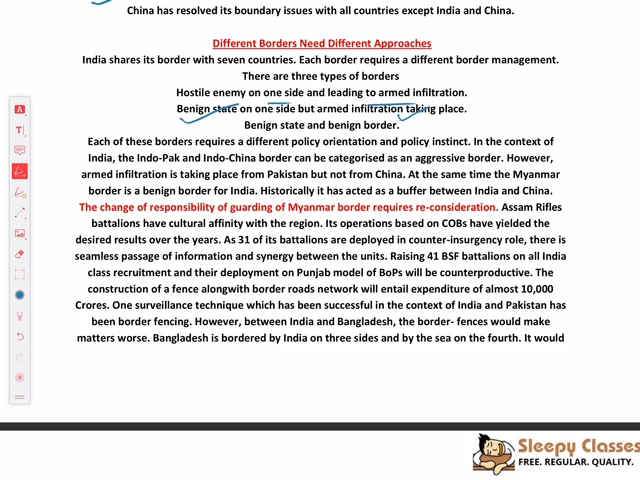 China has resolved its boundary issues with all countries except India and China.
Different Borders Need Different Approaches
India shares its border with seven countries. Each border requires a different border management.
There are three types of borders
Hostile enemy on one side and leading to armed infiltration.
Benign state on one side but armed infiltration taking place.
Benign state and benign border.
Each of these borders requires a different policy orientation and policy instinct. In the context of
India, the Indo-Pak and Indo-China border can be categorised as an aggressive border. However,
armed infiltration is taking place from Pakistan but not from China. At the same time the Myanmar
border is a benign border for India. Historically it has acted as a buffer between India and China.
The change of responsibility of guarding of Myanmar border requires re-consideration. Assam Rifles
battalions have cultural affinity with the region. Its operations based on COBs have yielded the
desired results over the years. As 31 of its battalions are deployed in counter-insurgency role, there is
seamless passage of information and synergy between the units. Raising 41 BSF battalions on all India
class recruitment and their deployment on Punjab model of BoPs will be counterproductive. The
construction of a fence alongwith border roads network will entail expenditure of almost 10,000
Crores. One surveillance technique which has been successful in the context of India and Pakistan has
been border fencing. However, between India and Bangladesh, the border- fences would make
matters worse. Bangladesh is bordered by India on three sides and by the sea on the fourth. It would
Sleepy Classes
FREE. REGULAR. QUALITY.